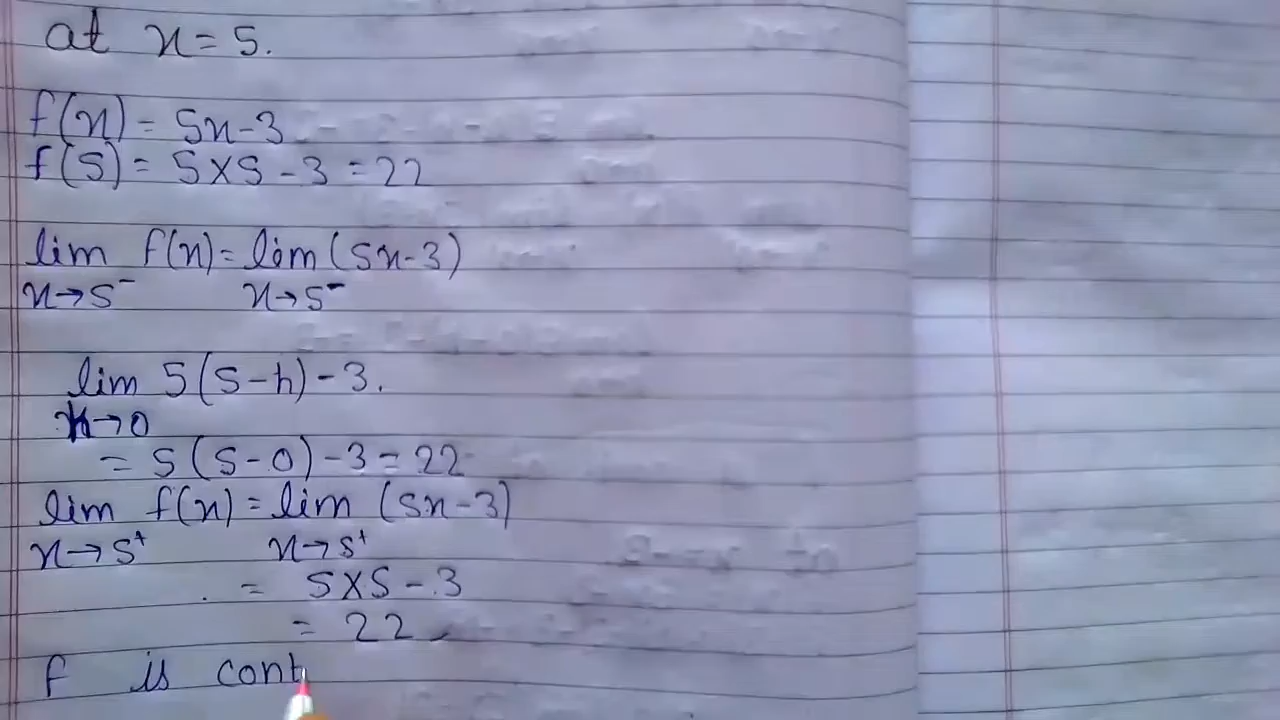 at x = 5.
f(x) = 5x-3
f(5) = 5×5 - 3 = 22
lim f(x) = lim (5x-3)
x→5⁻ x→5⁻
lim 5(5-h) - 3.
h→0
= 5(5-0) - 3 = 22
lim f(x) = lim (5x-3)
x→5⁺ x→5⁺
= 5×5 - 3
= 22
f is cont